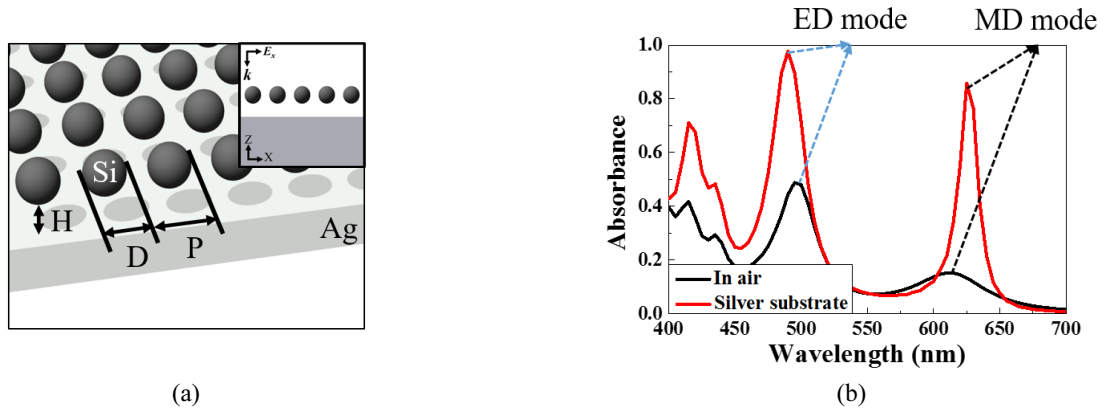 E_x
k
Z
X
Si
H
D
P
Ag
(a)
ED mode
MD mode
1.0
0.8
0.6
0.4
0.2
0.0
Absorbance
In air
Silver substrate
400 450 500 550 600 650 700
Wavelength (nm)
(b)